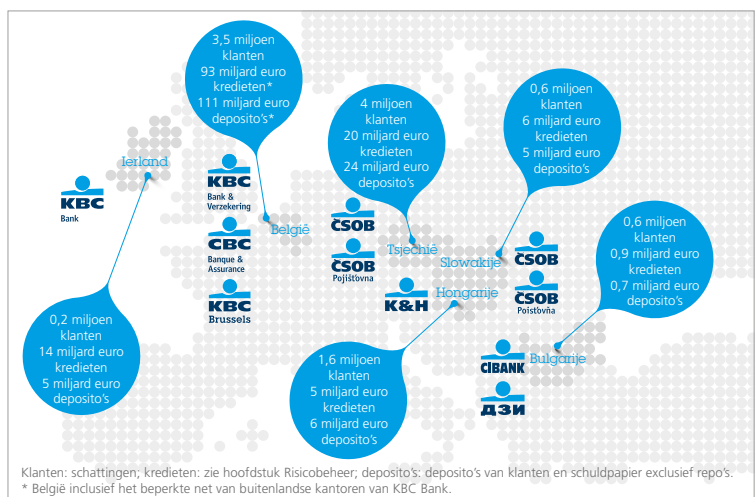 3,5 miljoen
klanten
93 miljard euro
kredieten*
111 miljard euro
deposito's*
4 miljoen
klanten
20 miljard euro
kredieten
24 miljard euro
deposito's
0,6 miljoen
klanten
6 miljard euro
kredieten
5 miljard euro
deposito's
Ierland
KBC
Bank
KBC
Bank &
Verzekering
CBC
Banque &
Assurance
KBC
Brussels
België
ČSOB
ČSOB
Pojišťovna
Tsjechië
Slowakije
ČSOB
ČSOB
Poisťovňa
K&H
Hongarije
0,6 miljoen
klanten
0,9 miljard euro
kredieten
0,7 miljard euro
deposito's
0,2 miljoen
klanten
14 miljard euro
kredieten
5 miljard euro
deposito's
1,6 miljoen
klanten
5 miljard euro
kredieten
6 miljard euro
deposito's
CIBANK
ДЗИ
Bulgarije
Klanten: schattingen; kredieten: zie hoofdstuk Risicobeheer; deposito's: deposito's van klanten en schuldpapier exclusief repo's.
* België inclusief het beperkte net van buitenlandse kantoren van KBC Bank.